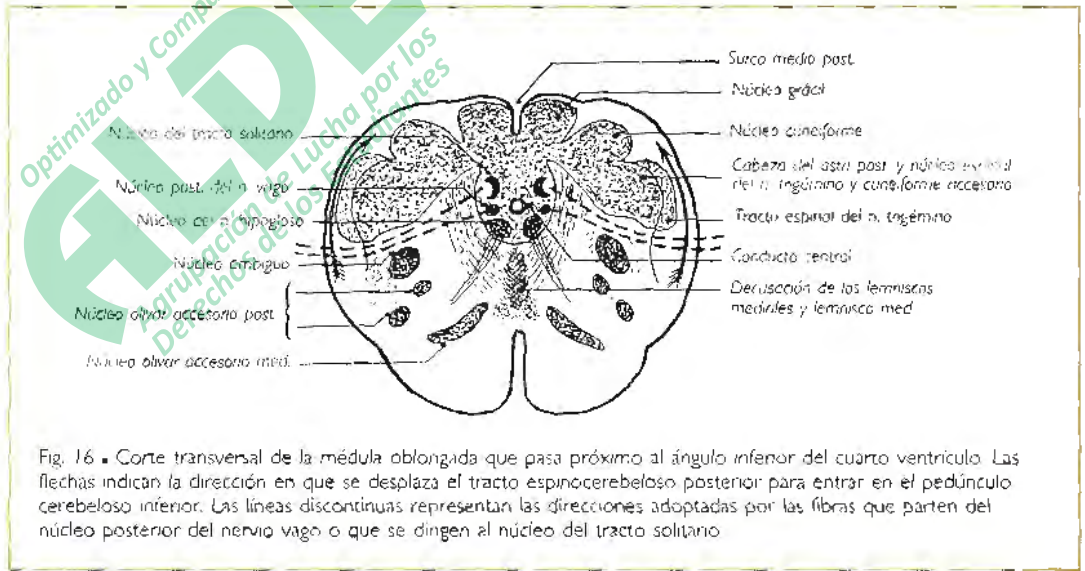 Optimizado y
ALDE
Agrupación de Lucha por los
Derechos de los Estudiantes
Surco medio post.
Núcleo grácil
Núcleo cuneiforme
Cabeza del asta post. y núcleo espinal
del n. trigémino y cuneiforme accesorio
Tracto espinal del n. trigémino
Conducto central
Decusación de los lemniscos
mediales y lemnisco med
Núcleo del tracto solitario
Núcleo post. del n. vago
Núcleo del n. hipogloso
Núcleo ambiguo
Núcleo olivar accesorio post.
Núcleo olivar accesorio med.
Fig. 16 ▪ Corte transversal de la médula oblongada que pasa próximo al ángulo inferior del cuarto ventrículo. Las
flechas indican la dirección en que se desplaza el tracto espinocerebeloso posterior para entrar en el pedúnculo
cerebeloso inferior. Las líneas discontinuas representan las direcciones adoptadas por las fibras que parten del
núcleo posterior del nervio vago o que se dirigen al núcleo del tracto solitario